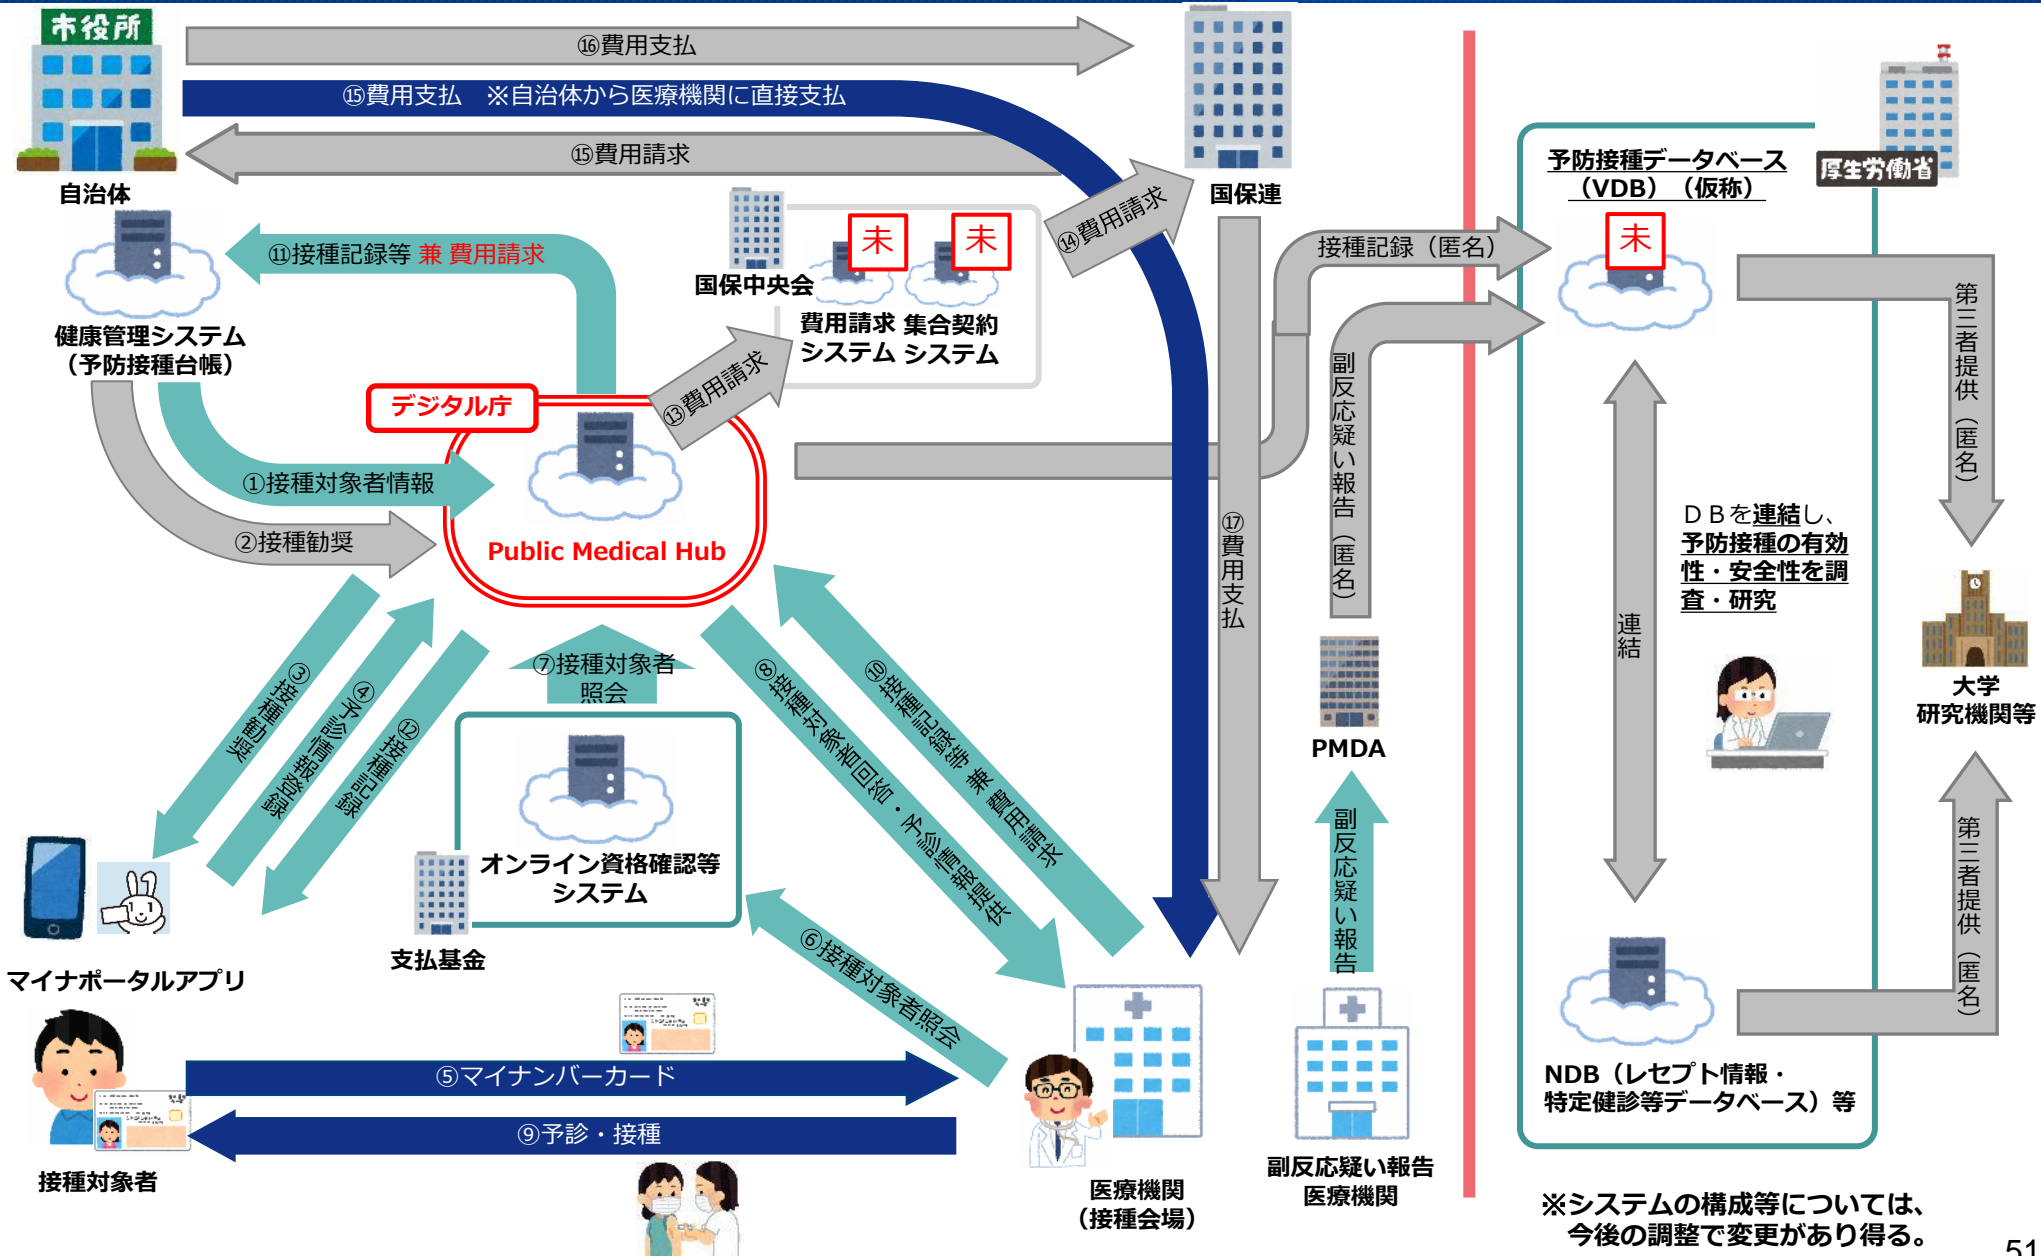 市役所
自治体
⑯費用支払
⑮費用支払 ※自治体から医療機関に直接支払
⑮費用請求
国保連
⑭費用請求
健康管理システム
(予防接種台帳)
⑪接種記録等 兼 費用請求
国保中央会
未
未
費用請求
システム
集合契約
システム
⑬費用請求
デジタル庁
Public Medical Hub
①接種対象者情報
②接種勧奨
③接種勧奨
④予診情報登録
⑫接種記録
⑦接種対象者
照会
⑧接種対象者回答・予診情報提供
⑩接種記録等 兼 費用請求
オンライン資格確認等
システム
支払基金
⑥接種対象者照会
マイナポータルアプリ
⑤マイナンバーカード
⑨予診・接種
接種対象者
医療機関
(接種会場)
⑰費用支払
接種記録(匿名)
副反応疑い報告(匿名)
PMDA
副反応疑い報告
副反応疑い報告
医療機関
厚生労働省
予防接種データベース
(VDB)(仮称)
未
第三者提供(匿名)
連結
DBを連結し、
予防接種の有効
性・安全性を調
査・研究
大学
研究機関等
第三者提供(匿名)
NDB(レセプト情報・
特定健診等データベース)等
※システムの構成等については、
今後の調整で変更があり得る。
51